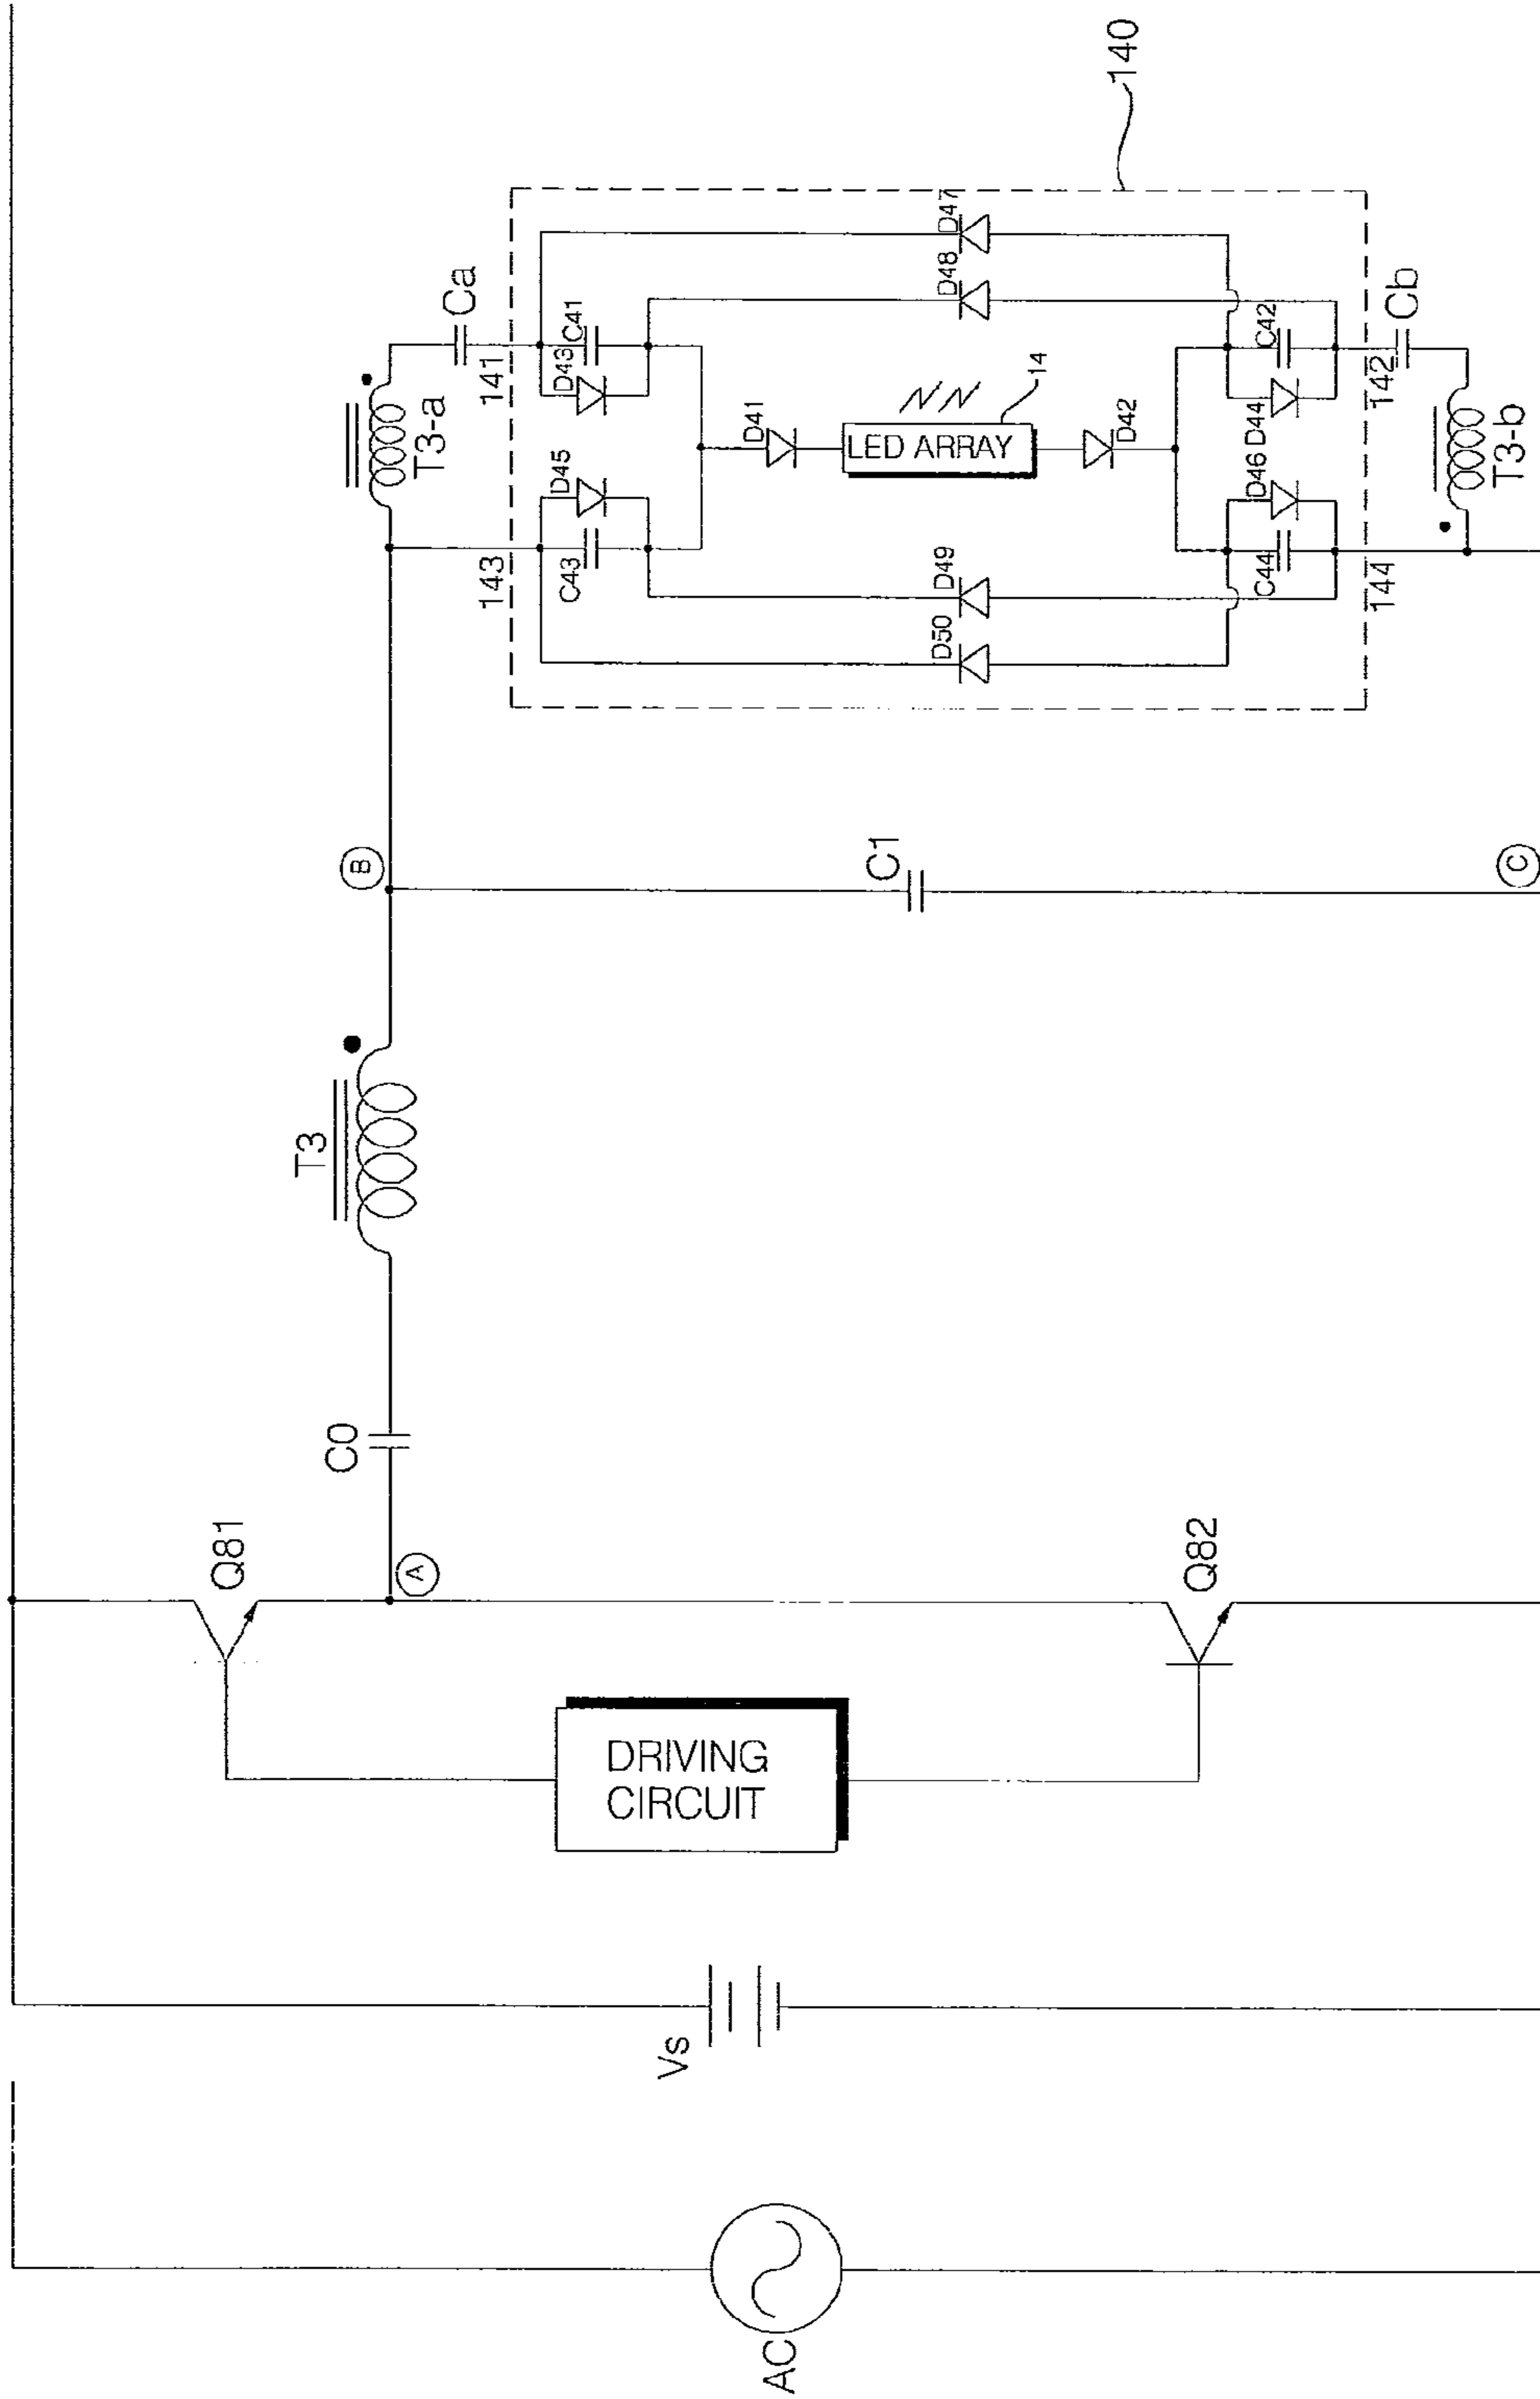 AC
Vs
DRIVING
CIRCUIT
Q81
Q82
A
C0
T3
B
C1
C
T3-a
Ca
143
141
D45
C43
D43
C41
D41
LED ARRAY
14
D42
D50
D49
D48
D47
C44
D46
D44
C42
144
142
T3-b
Cb
140